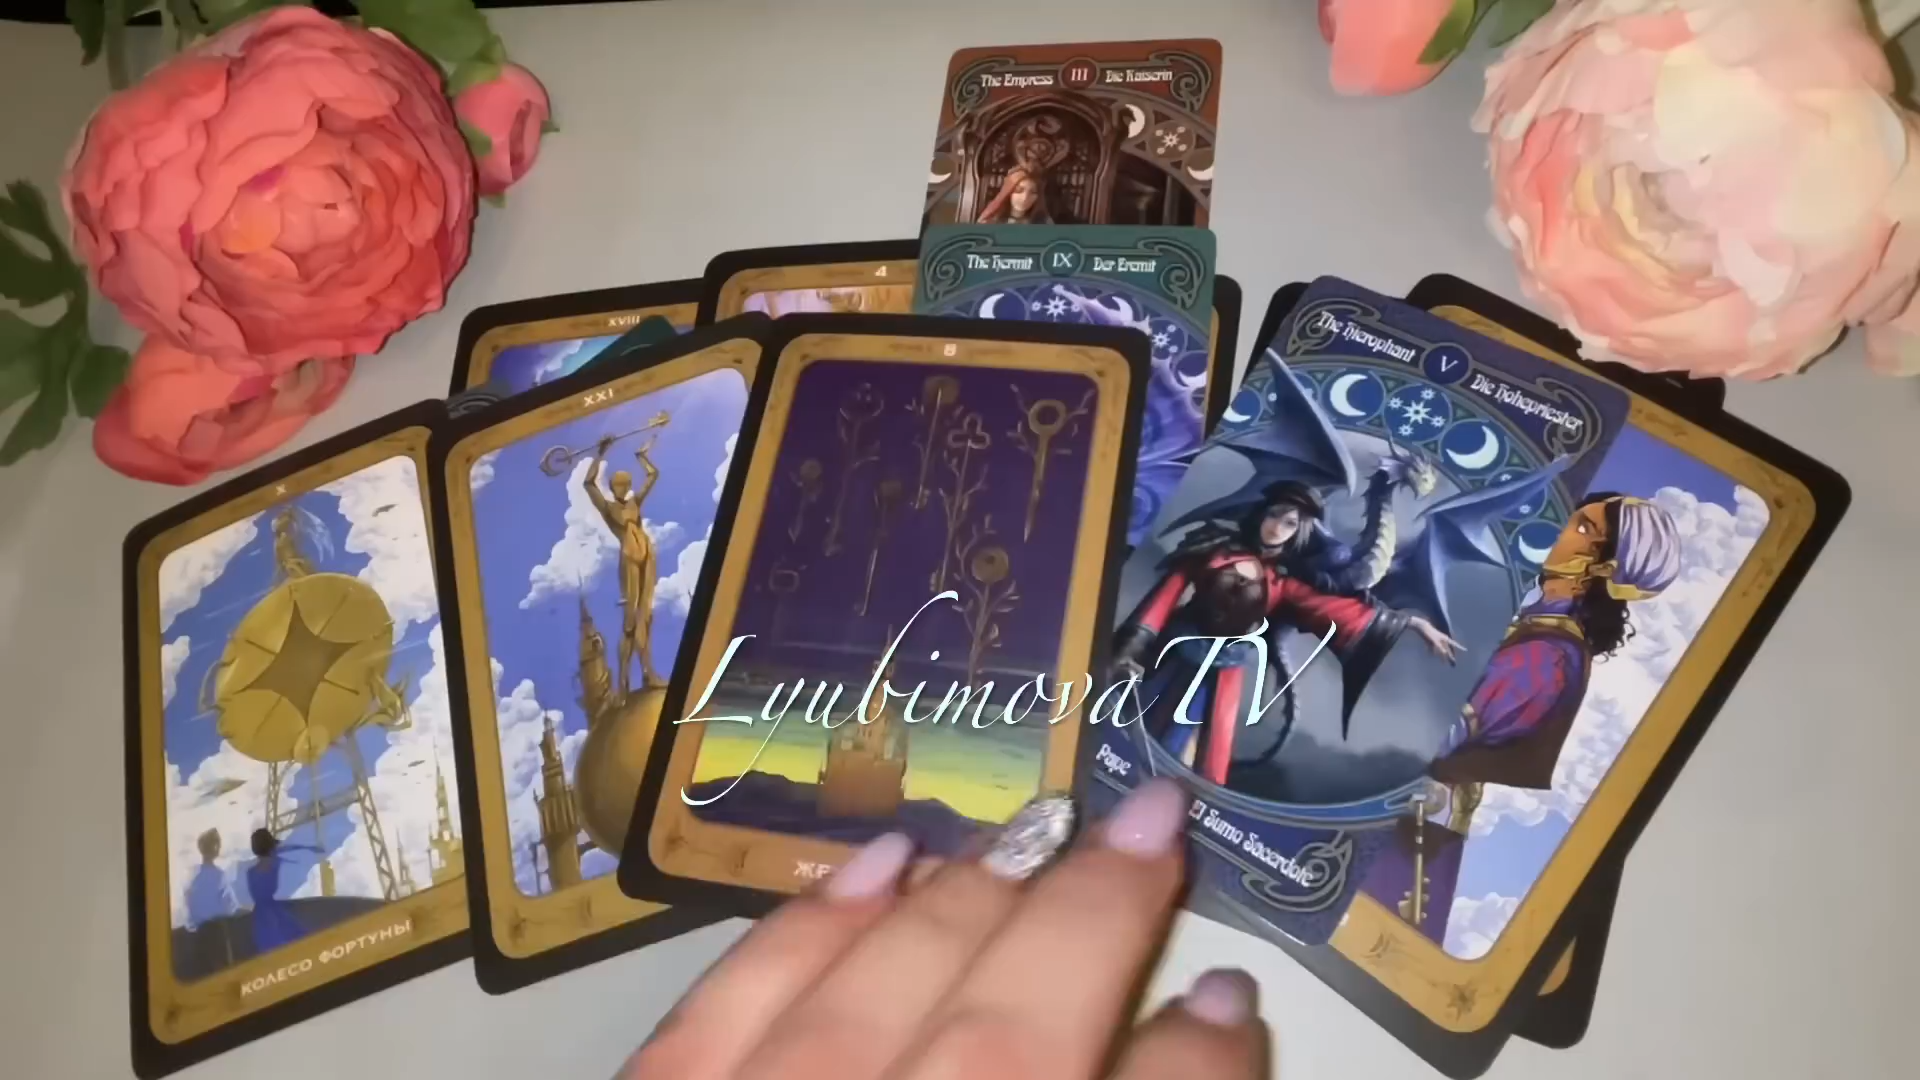 The Empress III Die Kaiserin
The Hermit IX Der Eremit
4
XVIII
The Hierophant V Die Hohepriester
8
XXI
X
LyubimovaTV
Pape
El Sumo Sacerdote
КОЛЕСО ФОРТУНЫ